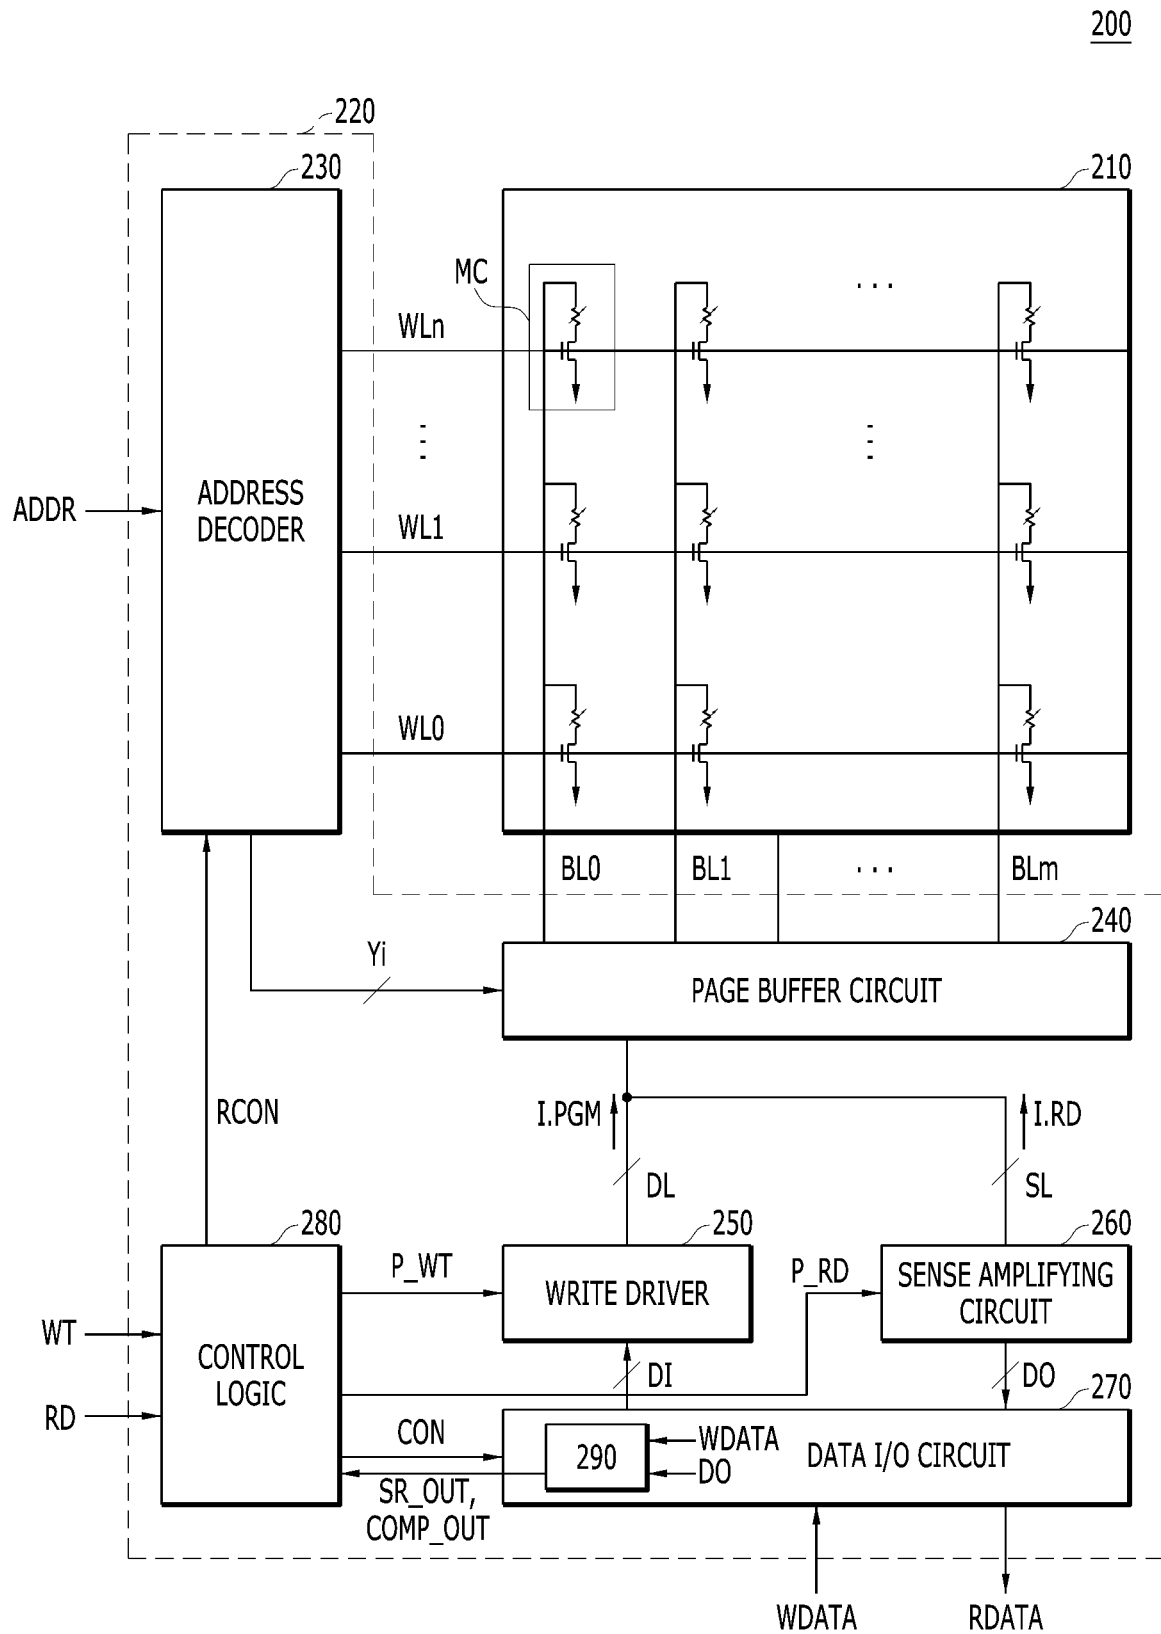 200
220
230
210
MC
WLn
. . .
ADDRESS
DECODER
ADDR
WL1
WL0
BL0
BL1
. . .
BLm
240
Yi
PAGE BUFFER CIRCUIT
RCON
I.PGM
I.RD
DL
SL
280
250
260
P_WT
P_RD
WRITE DRIVER
SENSE AMPLIFYING
CIRCUIT
WT
CONTROL
LOGIC
RD
DI
DO
270
CON
290
WDATA
DO
DATA I/O CIRCUIT
SR_OUT,
COMP_OUT
WDATA
RDATA